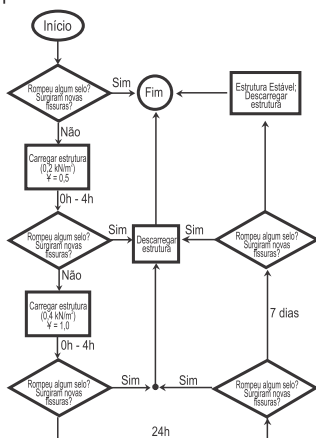 Início
Rompeu algum selo?
Surgiram novas
fissuras?
Sim
Fim
Estrutura Estável;
Descarregar
estrutura
Não
Carregar estrutura
(0,2 kN/m²)
¥ = 0,5
0h - 4h
Rompeu algum selo?
Surgiram novas
fissuras?
Sim
Descarregar
estrutura
Sim
Rompeu algum selo?
Surgiram novas
fissuras?
Não
Carregar estrutura
(0,4 kN/m²)
¥ = 1,0
7 dias
0h - 4h
Rompeu algum selo?
Surgiram novas
fissuras?
Sim
Sim
Rompeu algum selo?
Surgiram novas
fissuras?
24h